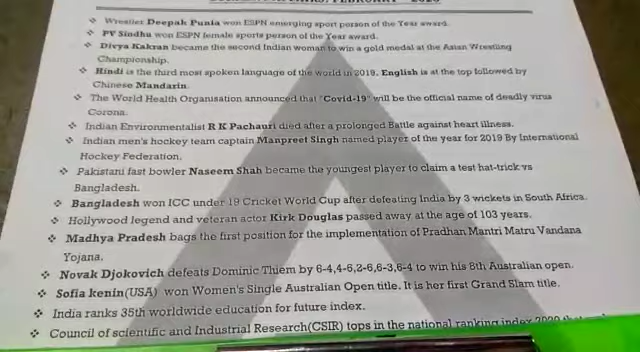 ❖ Wrestler Deepak Punia won ESPN emerging sport person of the Year award.
❖ PV Sindhu won ESPN female sports person of the Year award.
❖ Divya Kakran became the second Indian woman to win a gold medal at the Asian Wrestling
Championship.
❖ Hindi is the third most spoken language of the world in 2019. English is at the top followed by
Chinese Mandarin.
❖ The World Health Organisation announced that "Covid-19" will be the official name of deadly virus
Corona.
❖ Indian Environmentalist R K Pachauri died after a prolonged Battle against heart illness.
❖ Indian men's hockey team captain Manpreet Singh named player of the year for 2019 By International
Hockey Federation.
❖ Pakistani fast bowler Naseem Shah became the youngest player to claim a test hat-trick vs
Bangladesh.
❖ Bangladesh won ICC under 19 Cricket World Cup after defeating India by 3 wickets in South Africa.
❖ Hollywood legend and veteran actor Kirk Douglas passed away at the age of 103 years.
❖ Madhya Pradesh bags the first position for the implementation of Pradhan Mantri Matru Vandana
Yojana.
❖ Novak Djokovich defeats Dominic Thiem by 6-4,4-6,2-6,6-3,6-4 to win his 8th Australian open.
❖ Sofia kenin(USA) won Women's Single Australian Open title. It is her first Grand Slam title.
❖ India ranks 35th worldwide education for future index.
❖ Council of scientific and Industrial Research(CSIR) tops in the national ranking index 2020